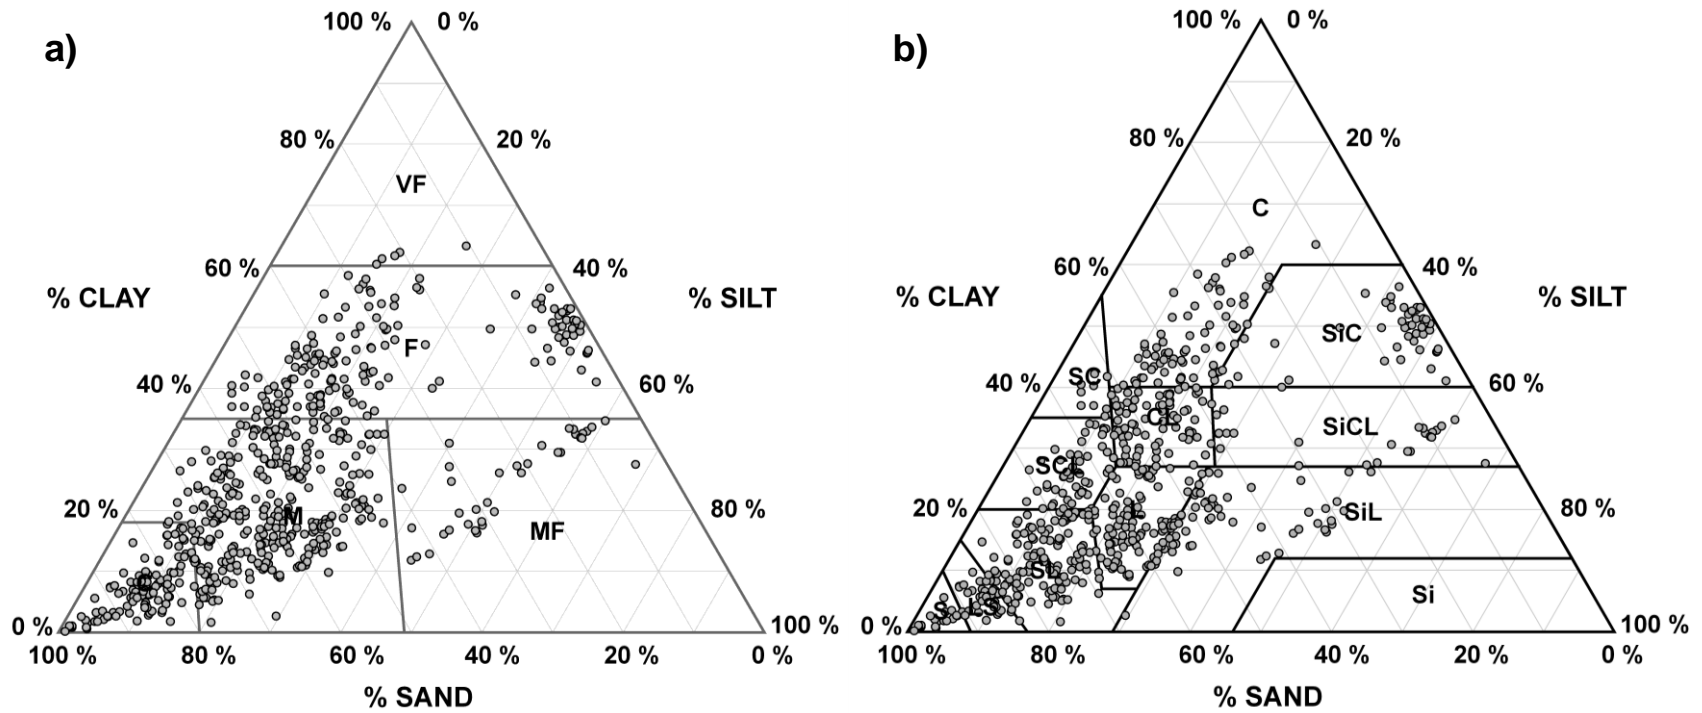 a)
100 % 0 %
80 % 20 %
VF
60 % 40 %
% CLAY % SILT
F
40 % 60 %
20 % 80 %
M
MF
C
0 % 100 %
100 % 80 % 60 % 40 % 20 % 0 %
% SAND
b)
100 % 0 %
80 % 20 %
C
60 % 40 %
% CLAY % SILT
SiC
SC
40 % 60 %
CL
SiCL
SCL
20 % 80 %
L
SiL
SL
Si
S LS
0 % 100 %
100 % 80 % 60 % 40 % 20 % 0 %
% SAND